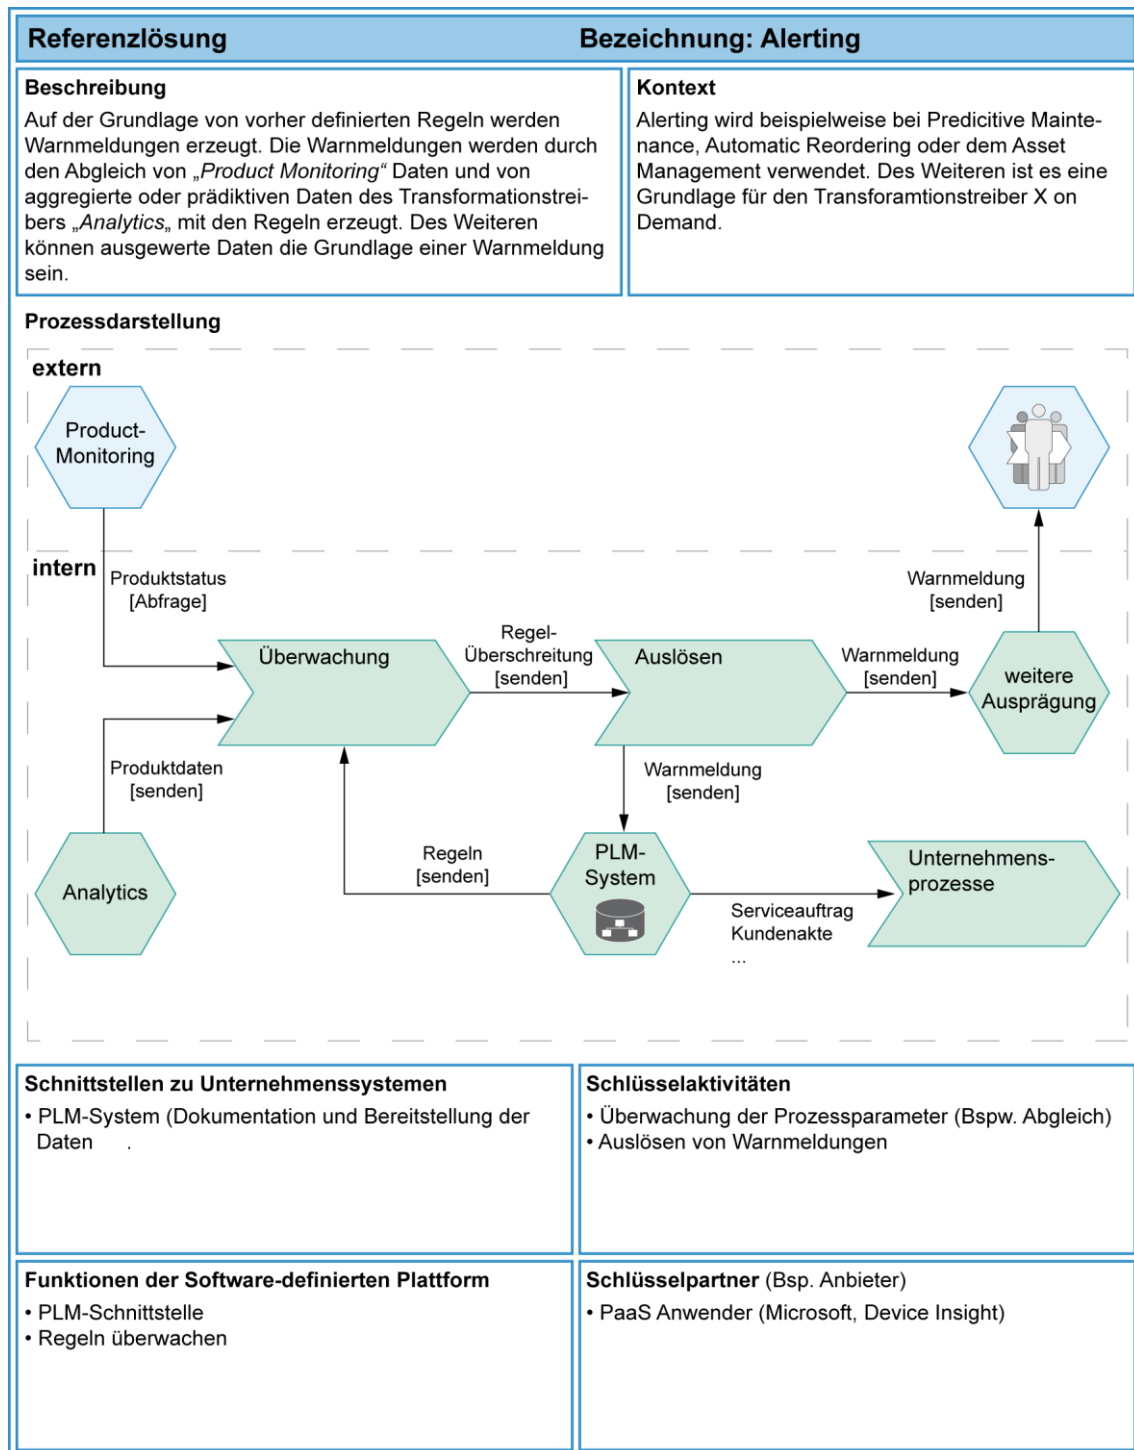 Referenzlösung
Bezeichnung: Alerting
Beschreibung
Auf der Grundlage von vorher definierten Regeln werden
Warnmeldungen erzeugt. Die Warnmeldungen werden durch
den Abgleich von „Product Monitoring“ Daten und von
aggregierte oder prädiktiven Daten des Transformationstrei-
bers „Analytics„ mit den Regeln erzeugt. Des Weiteren
können ausgewerte Daten die Grundlage einer Warnmeldung
sein.
Kontext
Alerting wird beispielweise bei Predicitive Mainte-
nance, Automatic Reordering oder dem Asset
Management verwendet. Des Weiteren ist es eine
Grundlage für den Transforamtionstreiber X on
Demand.
Prozessdarstellung
extern
Product-
Monitoring
intern
Produktstatus
[Abfrage]
Warnmeldung
[senden]
Überwachung
Regel-
Überschreitung
[senden]
Auslösen
Warnmeldung
[senden]
weitere
Ausprägung
Produktdaten
[senden]
Warnmeldung
[senden]
Analytics
Regeln
[senden]
PLM-
System
Serviceauftrag
Kundenakte
...
Unternehmens-
prozesse
Schnittstellen zu Unternehmenssystemen
• PLM-System (Dokumentation und Bereitstellung der
Daten .
Schlüsselaktivitäten
• Überwachung der Prozessparameter (Bspw. Abgleich)
• Auslösen von Warnmeldungen
Funktionen der Software-definierten Plattform
• PLM-Schnittstelle
• Regeln überwachen
Schlüsselpartner (Bsp. Anbieter)
• PaaS Anwender (Microsoft, Device Insight)